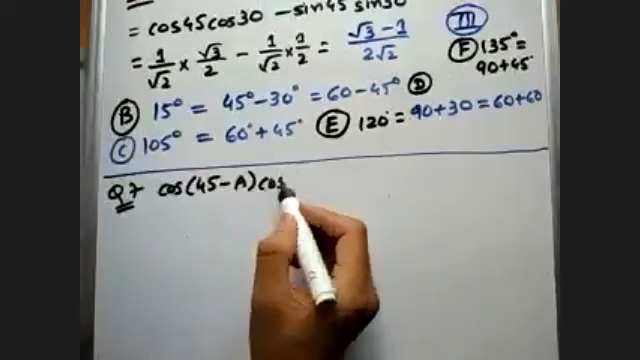 = cos45cos30 - sin45 sin30
= 1/√2 × √3/2 - 1/√2 × 1/2 = √3 - 1 / 2√2
III
F 135° = 90+45°
B 15° = 45° - 30° = 60 - 45° D
C 105° = 60° + 45° E 120° = 90+30 = 60+60
Q7 cos(45-A)cos